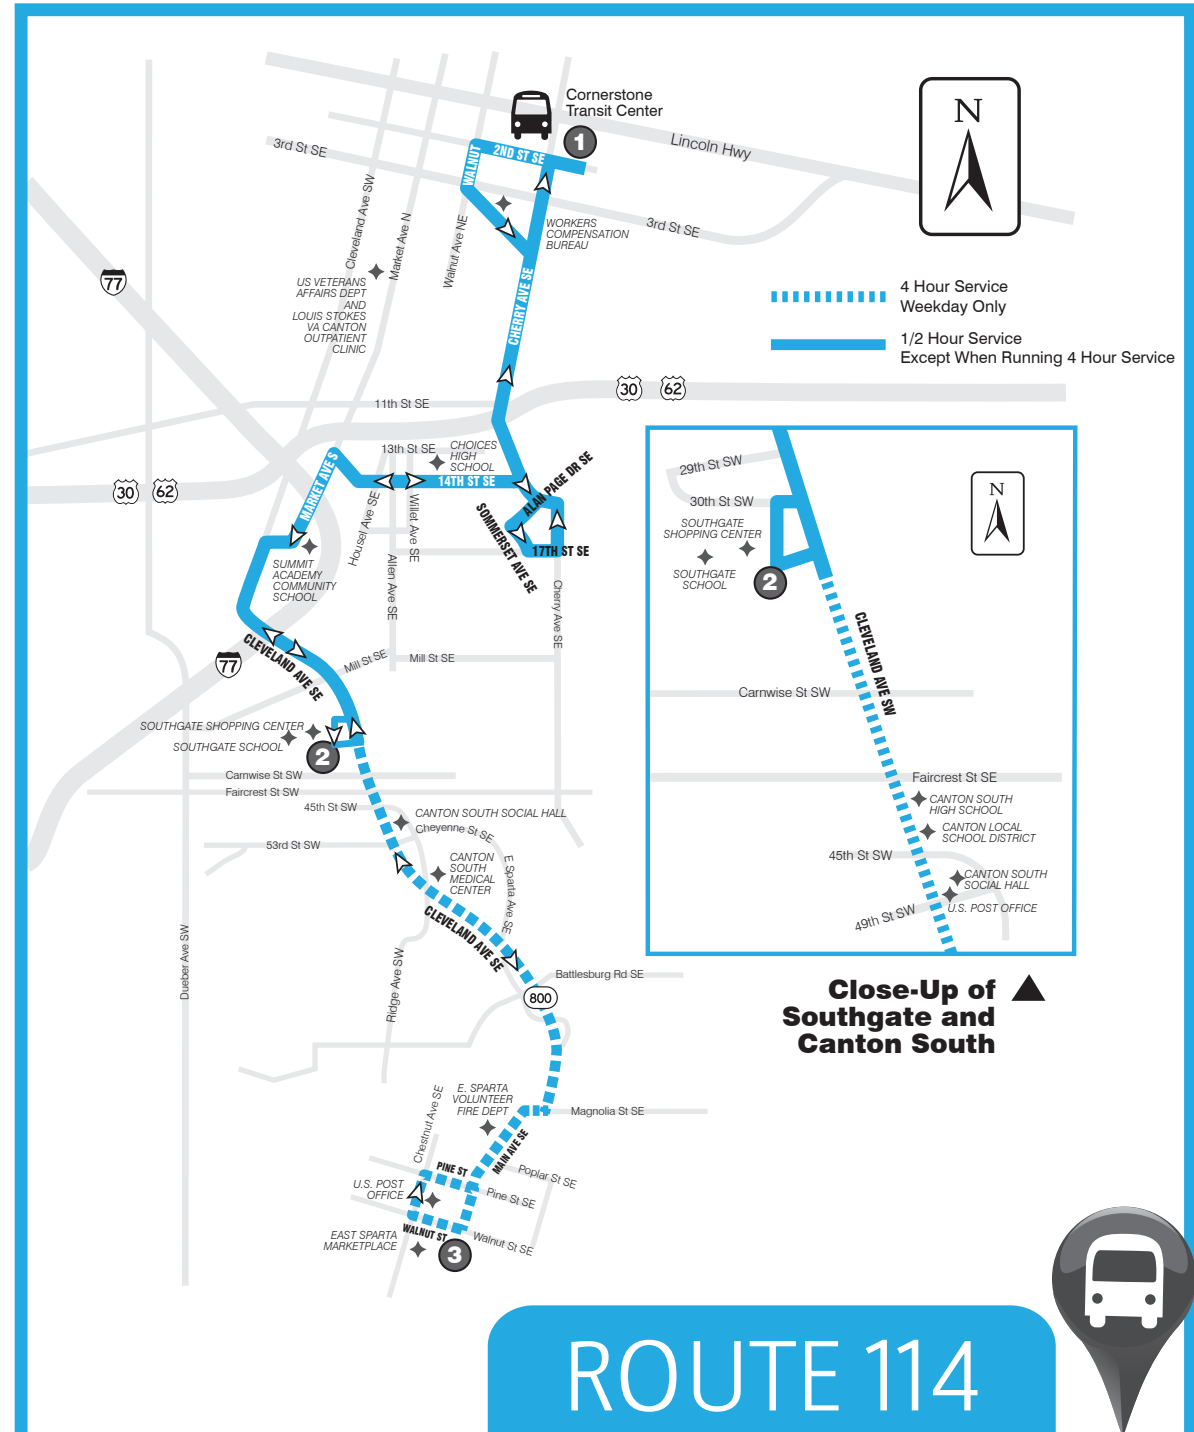 Cornerstone
Transit Center
1
Lincoln Hwy
N
3rd St SE
WALNUT
2ND ST SE
Cleveland Ave SW
Market Ave N
Walnut Ave NE
WORKERS
COMPENSATION
BUREAU
3rd St SE
77
US VETERANS
AFFAIRS DEPT
AND
LOUIS STOKES
VA CANTON
OUTPATIENT
CLINIC
CHERRY AVE SE
4 Hour Service
Weekday Only
1/2 Hour Service
Except When Running 4 Hour Service
30
62
11th St SE
13th St SE
CHOICES
HIGH
SCHOOL
14TH ST SE
ALAN PAGE DR SE
MARKET AVE S
30
62
Housel Ave SE
Willet Ave SE
SOMMERSET AVE SE
17TH ST SE
SUMMIT
ACADEMY
COMMUNITY
SCHOOL
Allen Ave SE
Cherry Ave SE
CLEVELAND AVE SE
77
Mill St SE
Mill St SE
SOUTHGATE SHOPPING CENTER
SOUTHGATE SCHOOL
2
Carnwise St SW
Faircrest St SW
45th St SW
CANTON SOUTH SOCIAL HALL
Cheyenne St SE
53rd St SW
CANTON
SOUTH
MEDICAL
CENTER
E Sparta Ave SE
CLEVELAND AVE SE
Dueber Ave SW
Ridge Ave SW
Battlesburg Rd SE
800
Chestnut Ave SE
E. SPARTA
VOLUNTEER
FIRE DEPT
Magnolia St SE
MAIN AVE SE
PINE ST
Poplar St SE
Pine St SE
U.S. POST
OFFICE
WALNUT ST
Walnut St SE
EAST SPARTA
MARKETPLACE
3
29th St SW
N
30th St SW
SOUTHGATE
SHOPPING CENTER
SOUTHGATE
SCHOOL
2
CLEVELAND AVE SW
Carnwise St SW
Faircrest St SE
CANTON SOUTH
HIGH SCHOOL
CANTON LOCAL
SCHOOL DISTRICT
45th St SW
CANTON SOUTH
SOCIAL HALL
U.S. POST OFFICE
49th St SW
Close-Up of
Southgate and
Canton South
ROUTE 114